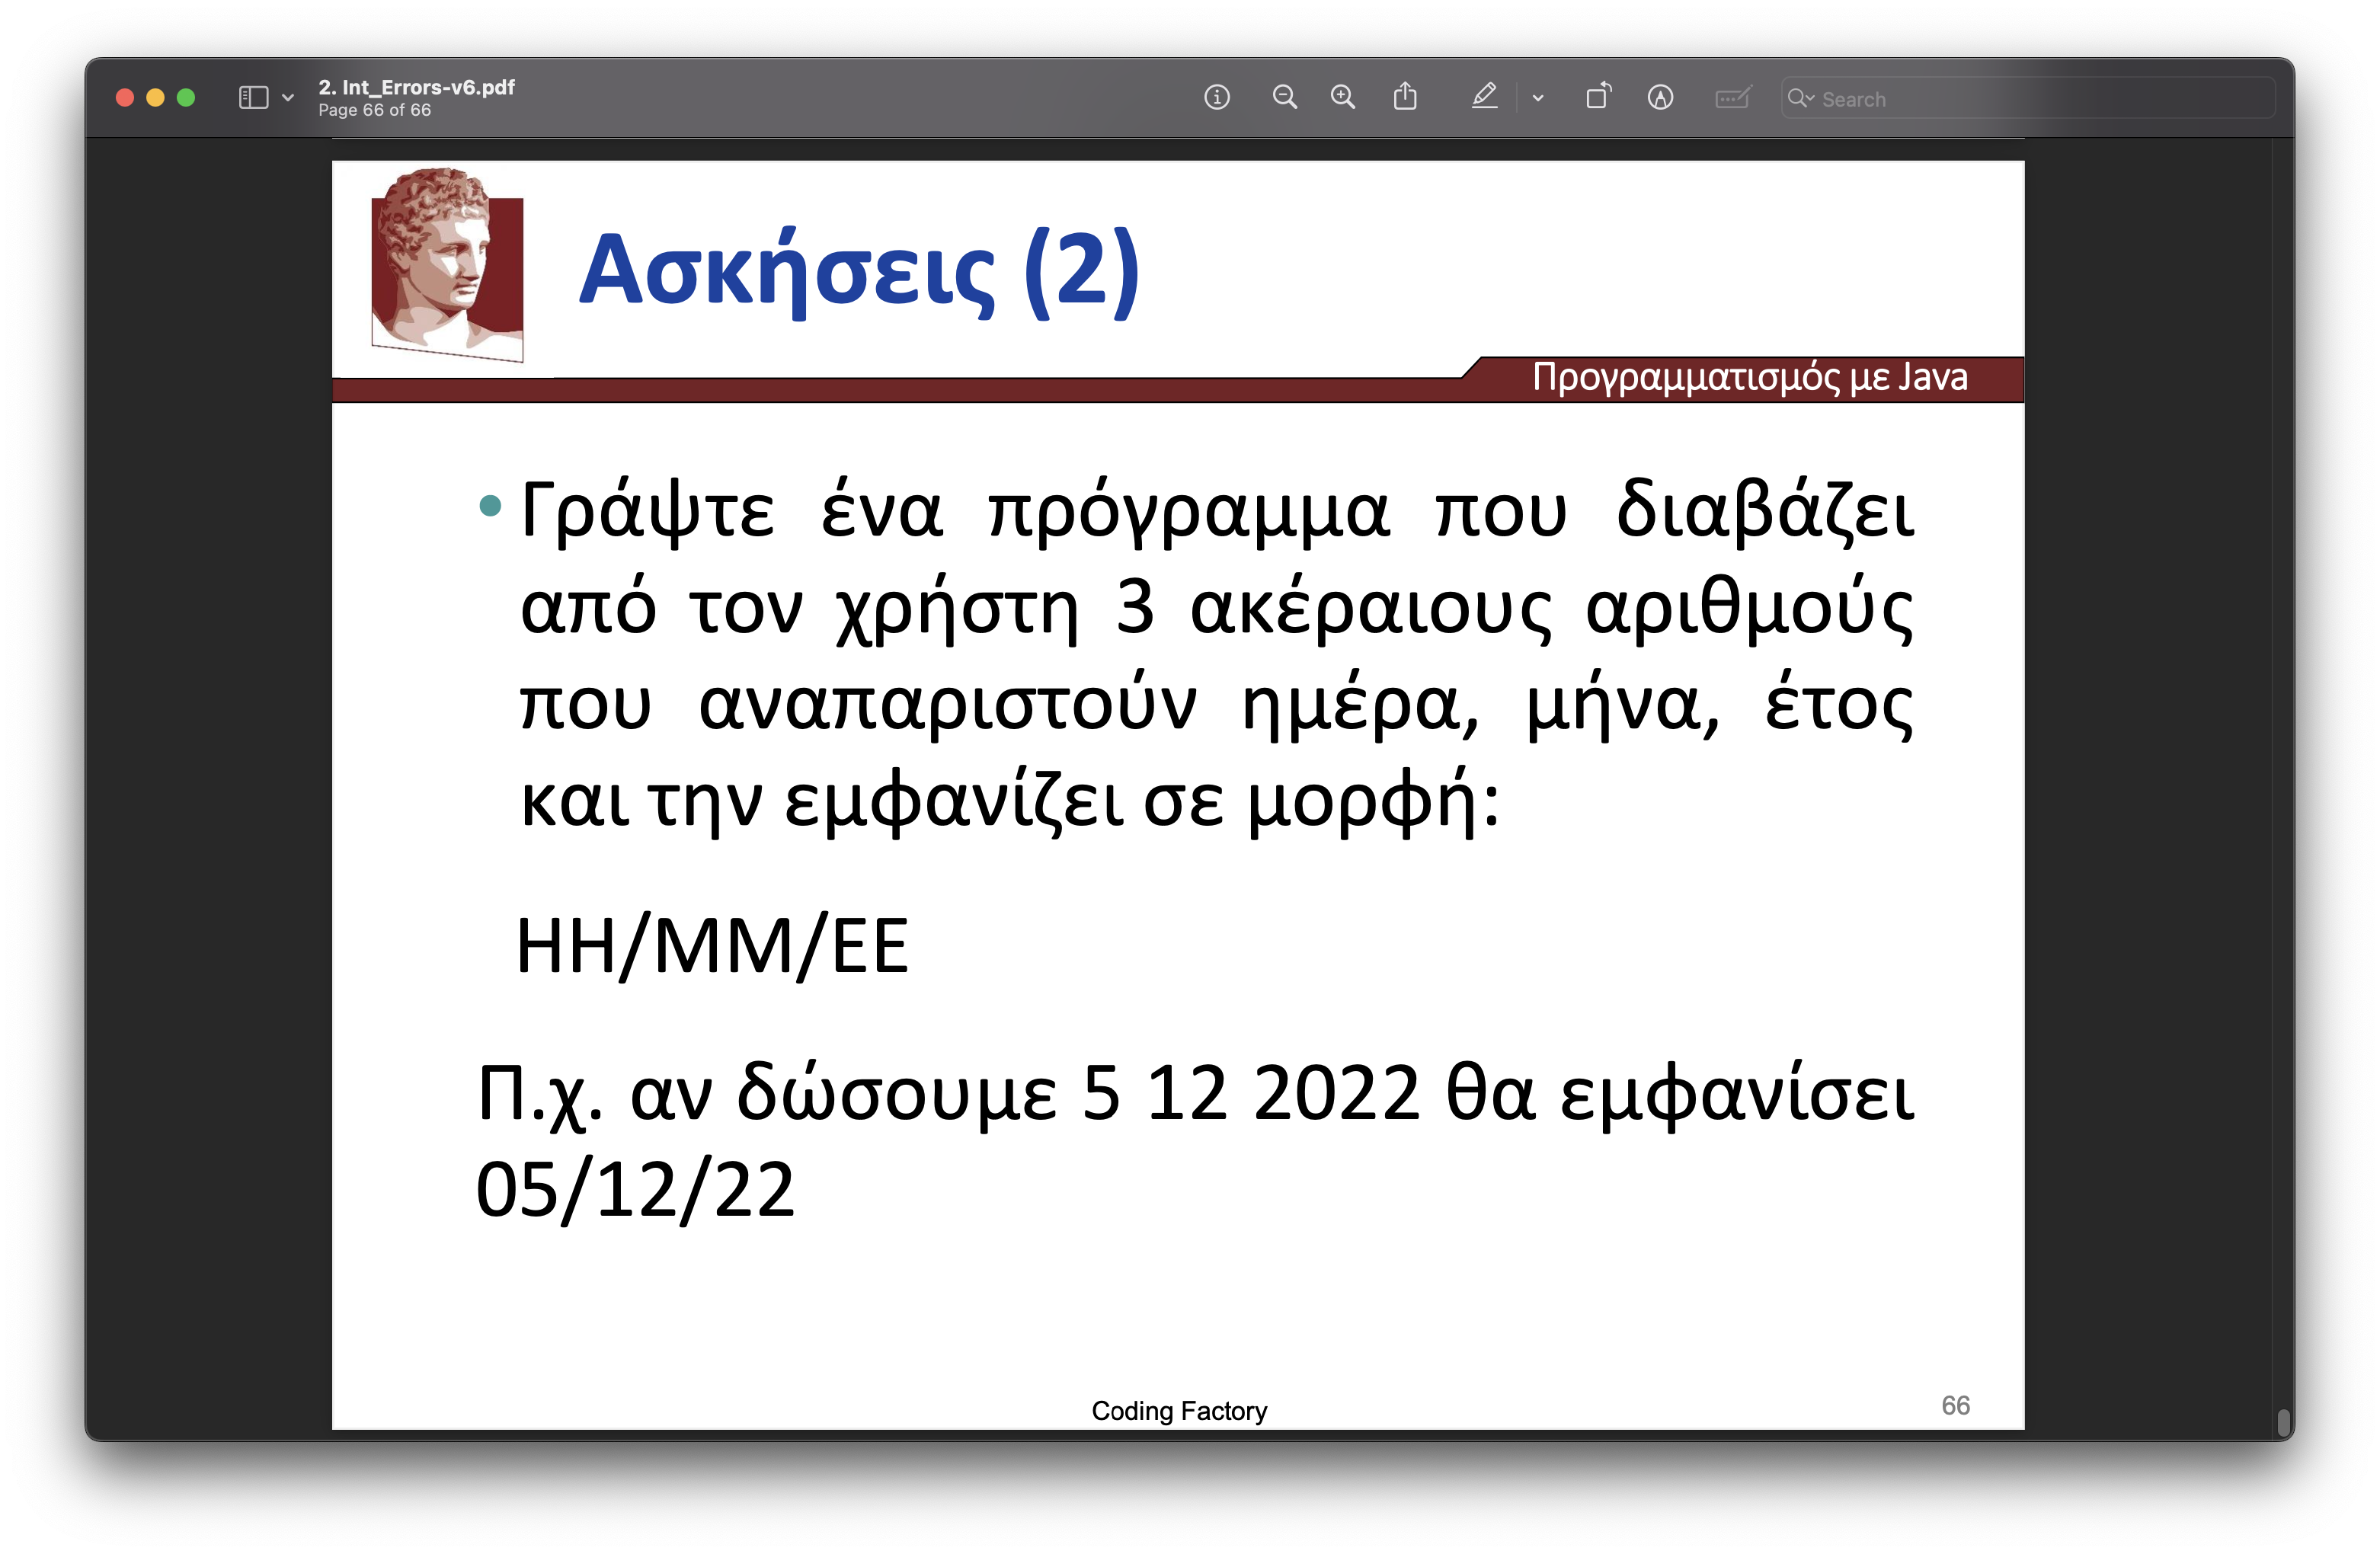 2. Int_Errors-v6.pdf
Page 66 of 66
Search
Ασκήσεις (2)
Προγραμματισμός με Java
• Γράψτε ένα πρόγραμμα που διαβάζει
από τον χρήστη 3 ακέραιους αριθμούς
που αναπαριστούν ημέρα, μήνα, έτος
και την εμφανίζει σε μορφή:
ΗΗ/ΜΜ/ΕΕ
Π.χ. αν δώσουμε 5 12 2022 θα εμφανίσει
05/12/22
Coding Factory
66